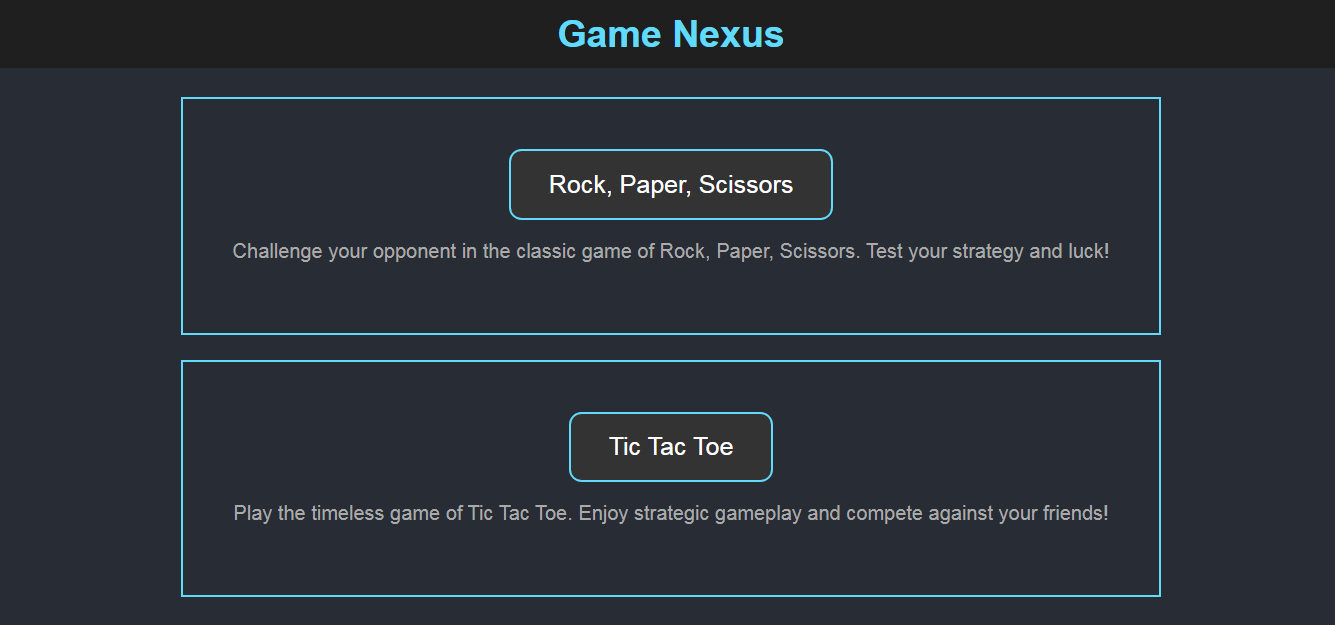 Game Nexus
Rock, Paper, Scissors
Challenge your opponent in the classic game of Rock, Paper, Scissors. Test your strategy and luck!
Tic Tac Toe
Play the timeless game of Tic Tac Toe. Enjoy strategic gameplay and compete against your friends!